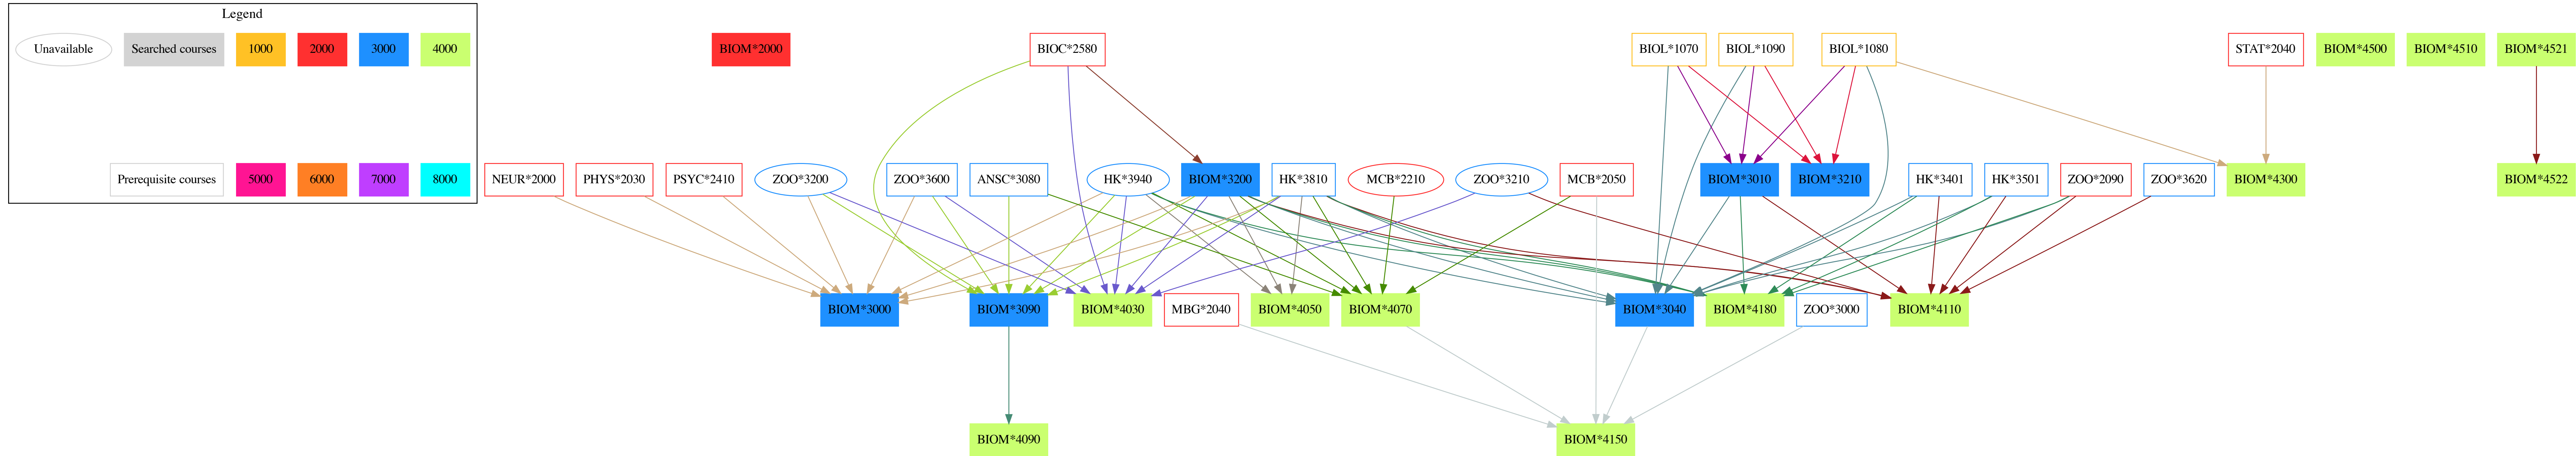 Legend
Unavailable
Searched courses
1000
2000
3000
4000
BIOM*2000
BIOC*2580
BIOL*1070
BIOL*1090
BIOL*1080
STAT*2040
BIOM*4500
BIOM*4510
BIOM*4521
Prerequisite courses
5000
6000
7000
8000
NEUR*2000
PHYS*2030
PSYC*2410
ZOO*3200
ZOO*3600
ANSC*3080
HK*3940
BIOM*3200
HK*3810
MCB*2210
ZOO*3210
MCB*2050
BIOM*3010
BIOM*3210
HK*3401
HK*3501
ZOO*2090
ZOO*3620
BIOM*4300
BIOM*4522
BIOM*3000
BIOM*3090
BIOM*4030
MBG*2040
BIOM*4050
BIOM*4070
BIOM*3040
BIOM*4180
ZOO*3000
BIOM*4110
BIOM*4090
BIOM*4150